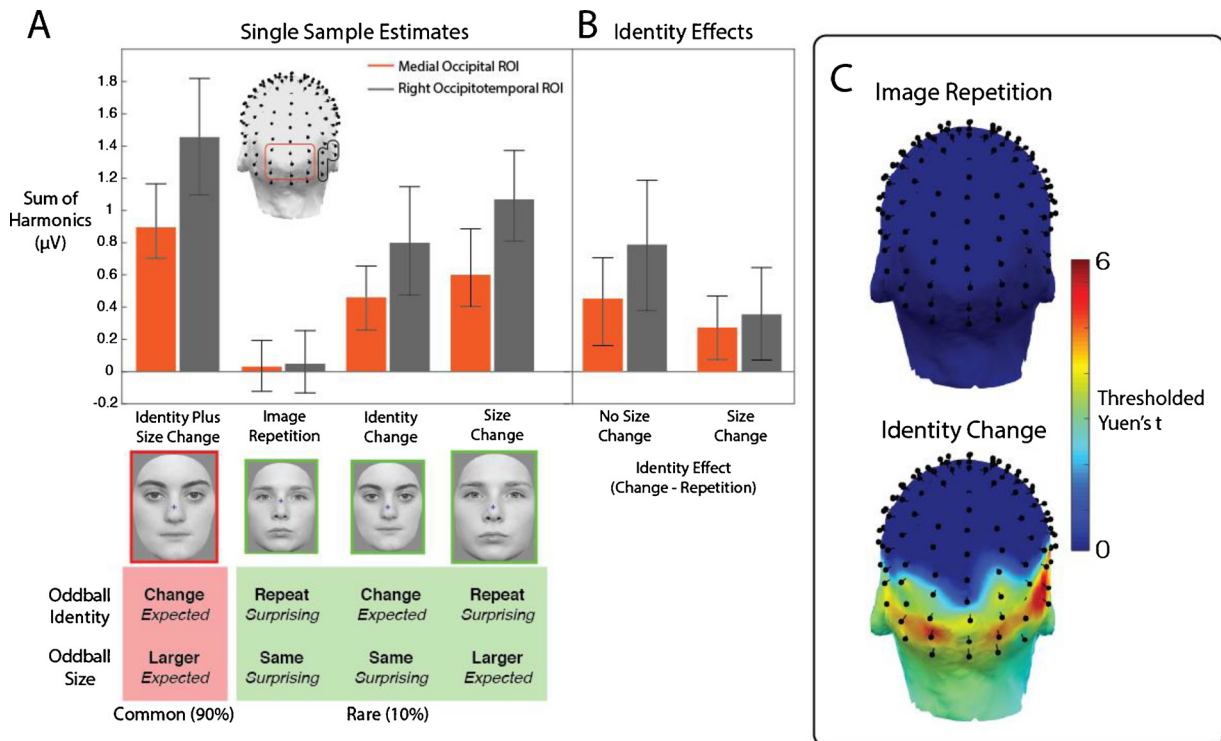 A
Single Sample Estimates
B
Identity Effects
C
Medial Occipital ROI
Right Occipitotemporal ROI
Sum of
Harmonics
(µV)
1.8
1.6
1.4
1.2
1
0.8
0.6
0.4
0.2
0
-0.2
Identity Plus
Size Change
Image
Repetition
Identity
Change
Size
Change
No Size
Change
Size
Change
Identity Effect
(Change - Repetition)
Oddball
Identity
Change
Expected
Repeat
Surprising
Change
Expected
Repeat
Surprising
Oddball
Size
Larger
Expected
Same
Surprising
Same
Surprising
Larger
Expected
Common (90%)
Rare (10%)
Image Repetition
6
Thresholded
Yuen's t
0
Identity Change